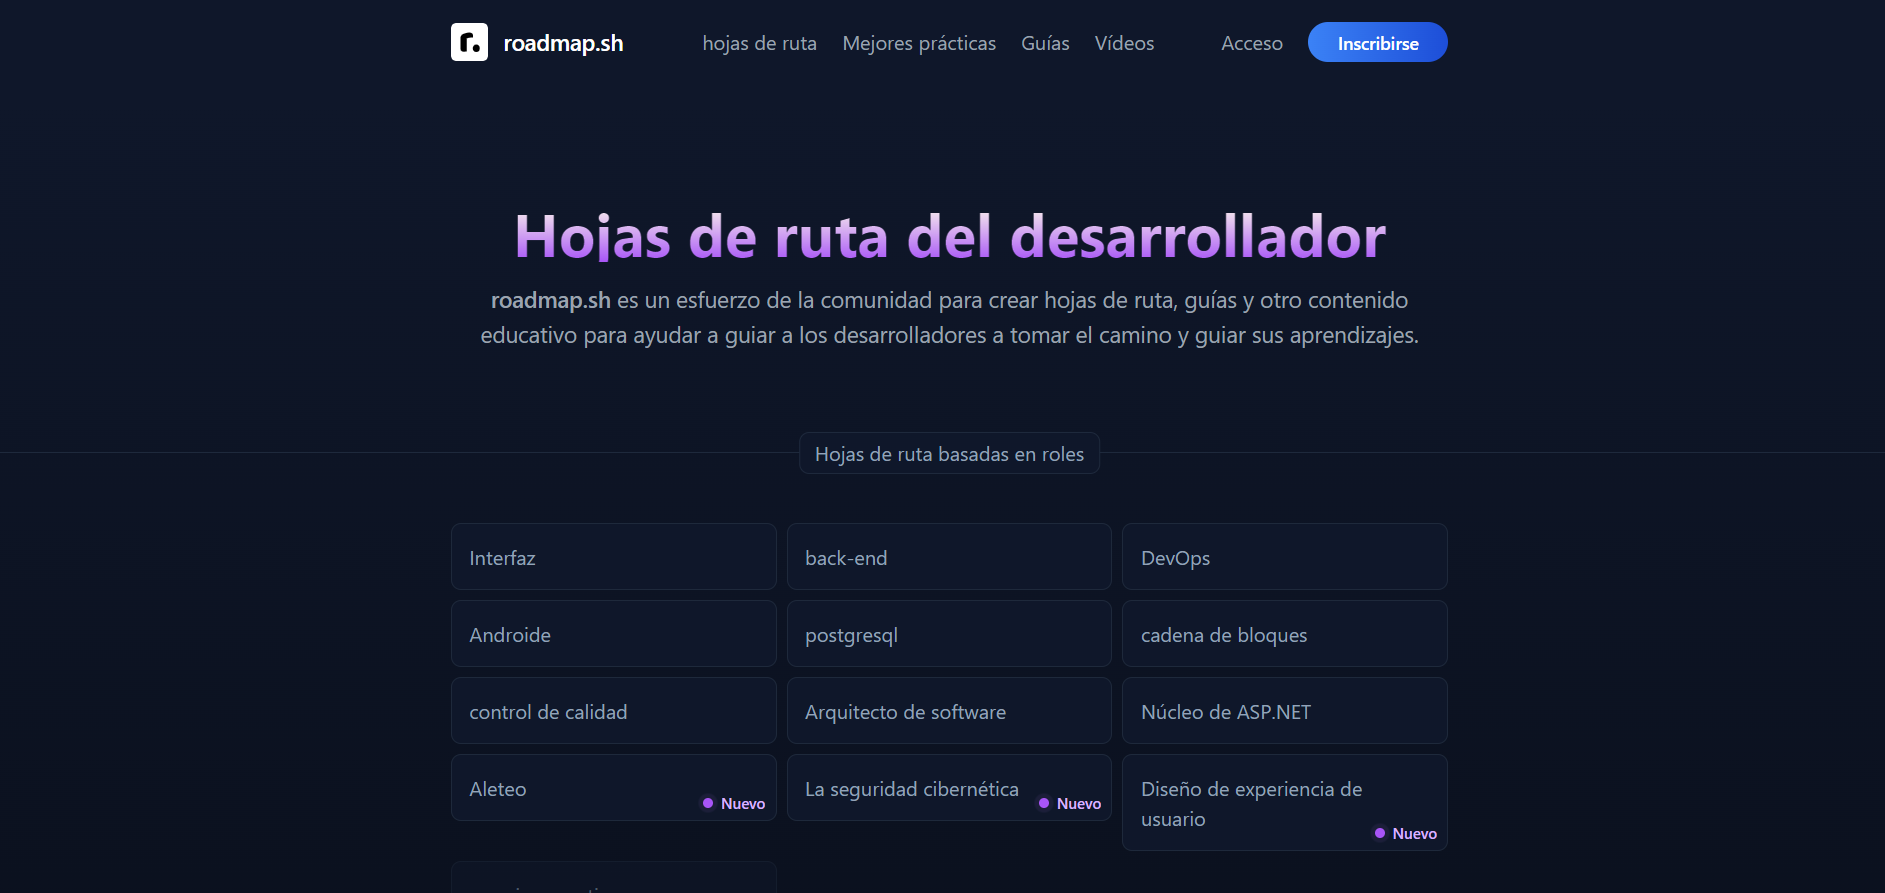 roadmap.sh
hojas de ruta
Mejores prácticas
Guías
Vídeos
Acceso
Inscribirse
Hojas de ruta del desarrollador
roadmap.sh es un esfuerzo de la comunidad para crear hojas de ruta, guías y otro contenido
educativo para ayudar a guiar a los desarrolladores a tomar el camino y guiar sus aprendizajes.
Hojas de ruta basadas en roles
Interfaz
back-end
DevOps
Androide
postgresql
cadena de bloques
control de calidad
Arquitecto de software
Núcleo de ASP.NET
Aleteo
Nuevo
La seguridad cibernética
Nuevo
Diseño de experiencia de
usuario
Nuevo